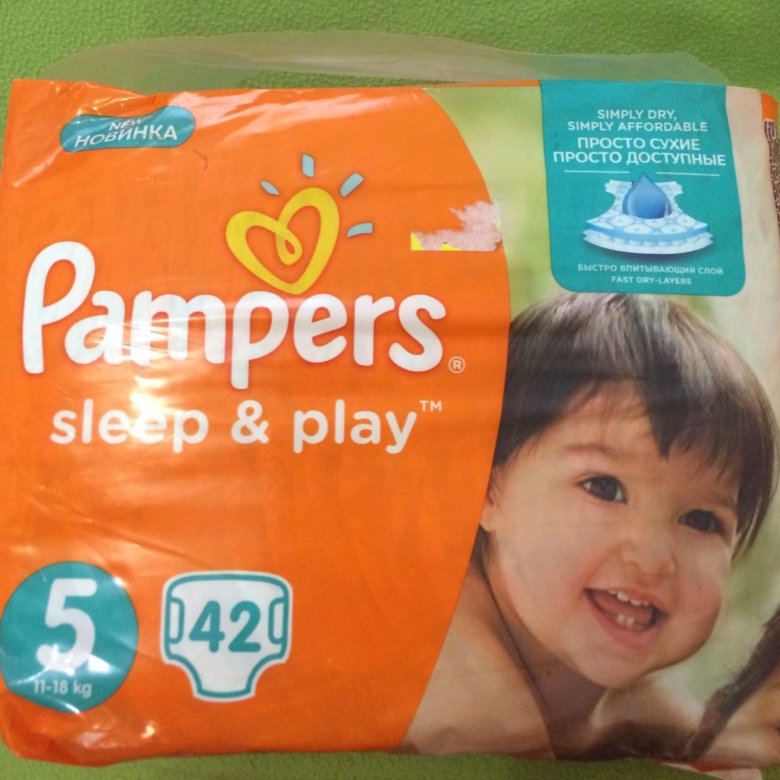 NEW
НОВИНКА
SIMPLY DRY,
SIMPLY AFFORDABLE
ПРОСТО СУХИЕ
ПРОСТО ДОСТУПНЫЕ
БЫСТРО ВПИТЫВАЮЩИЙ СЛОЙ
FAST DRY-LAYERS
Pampers®
sleep & play™
5
11-18 kg
42